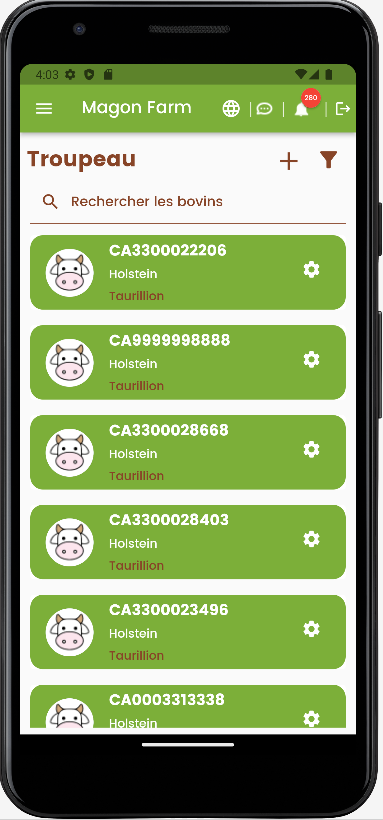 4:03
Magon Farm
280
Troupeau
Rechercher les bovins
CA3300022206
Holstein
Taurillion
CA9999998888
Holstein
Taurillion
CA3300028668
Holstein
Taurillion
CA3300028403
Holstein
Taurillion
CA3300023496
Holstein
Taurillion
CA0003313338
Holstein